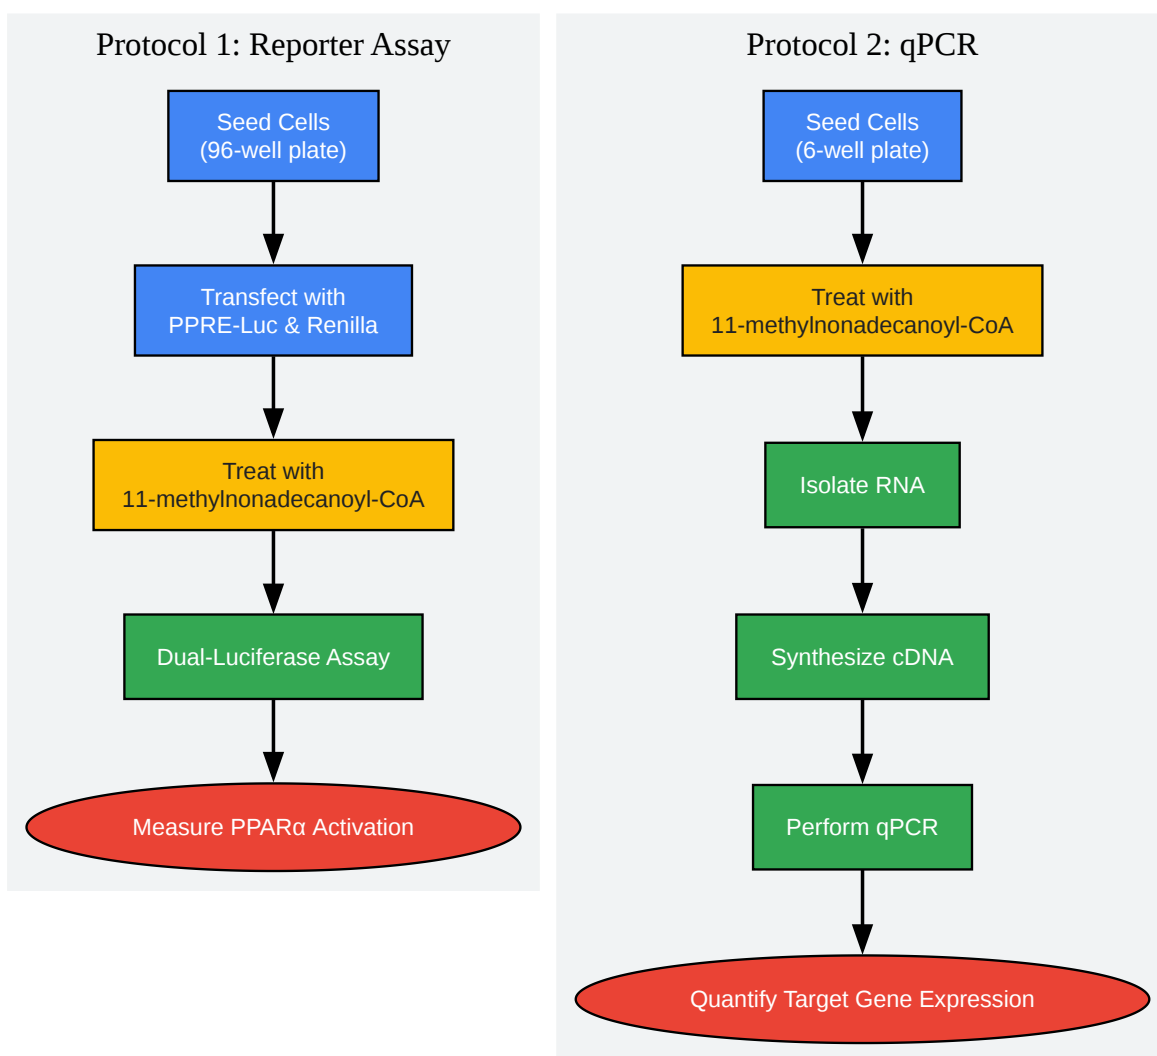 Protocol 1: Reporter Assay
Seed Cells
(96-well plate)
Transfect with
PPRE-Luc & Renilla
Treat with
11-methylnonadecanoyl-CoA
Dual-Luciferase Assay
Measure PPARα Activation
Protocol 2: qPCR
Seed Cells
(6-well plate)
Treat with
11-methylnonadecanoyl-CoA
Isolate RNA
Synthesize cDNA
Perform qPCR
Quantify Target Gene Expression